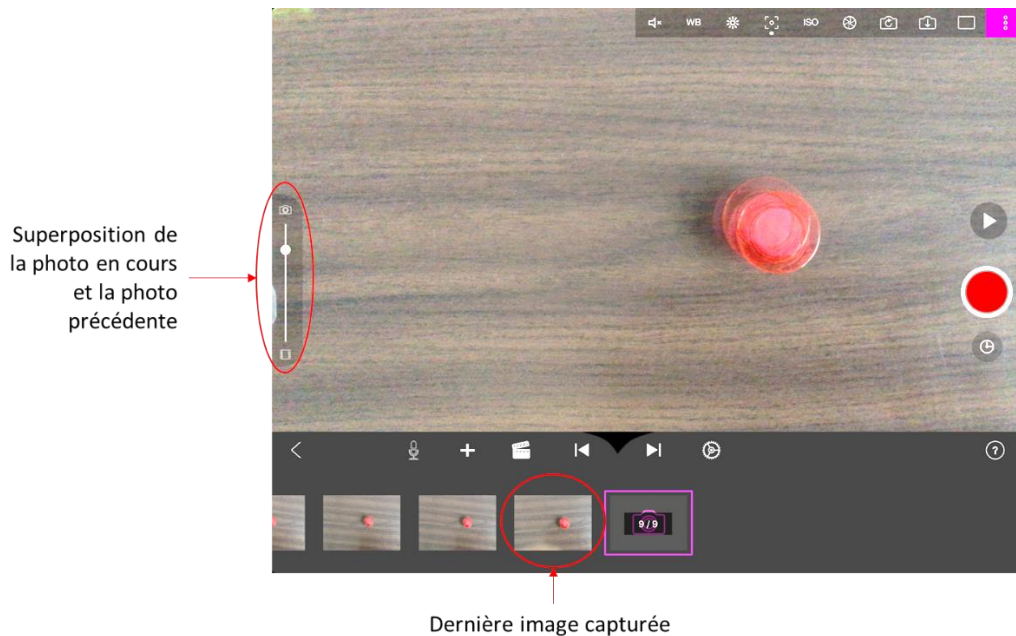 WB
ISO
Superposition de
la photo en cours
et la photo
précédente
?
9/9
Dernière image capturée